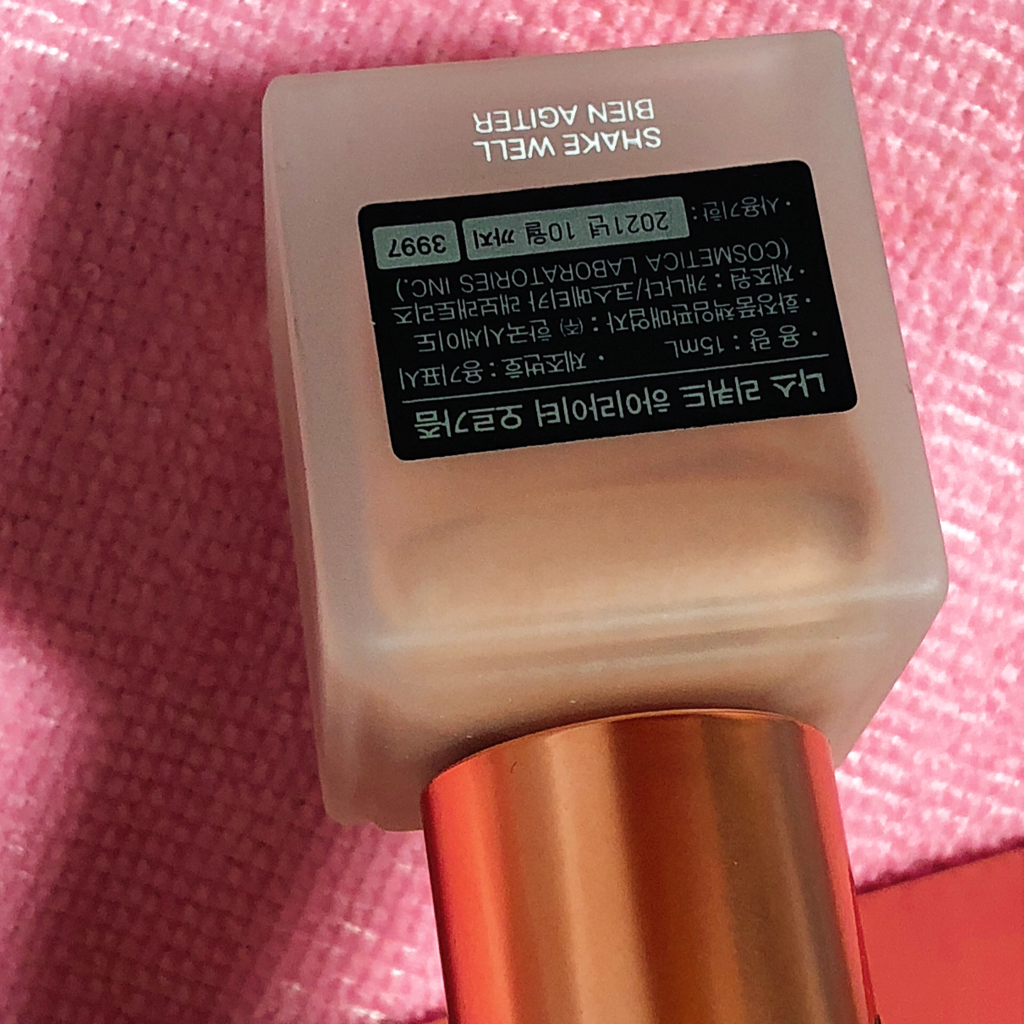 나스 리퀴드 하이라이터 오르가즘
· 용 량 : 15mL · 제조번호 : 용기표시
· 화장품책임판매업자 : ㈜ 한국시세이도
· 제조원 : 캐나다/코스메티카 래보래토리즈
(COSMETICA LABORATORIES INC.)
· 사용기한 : 2021년 10월 까지 3997
SHAKE WELL
BIEN AGITER